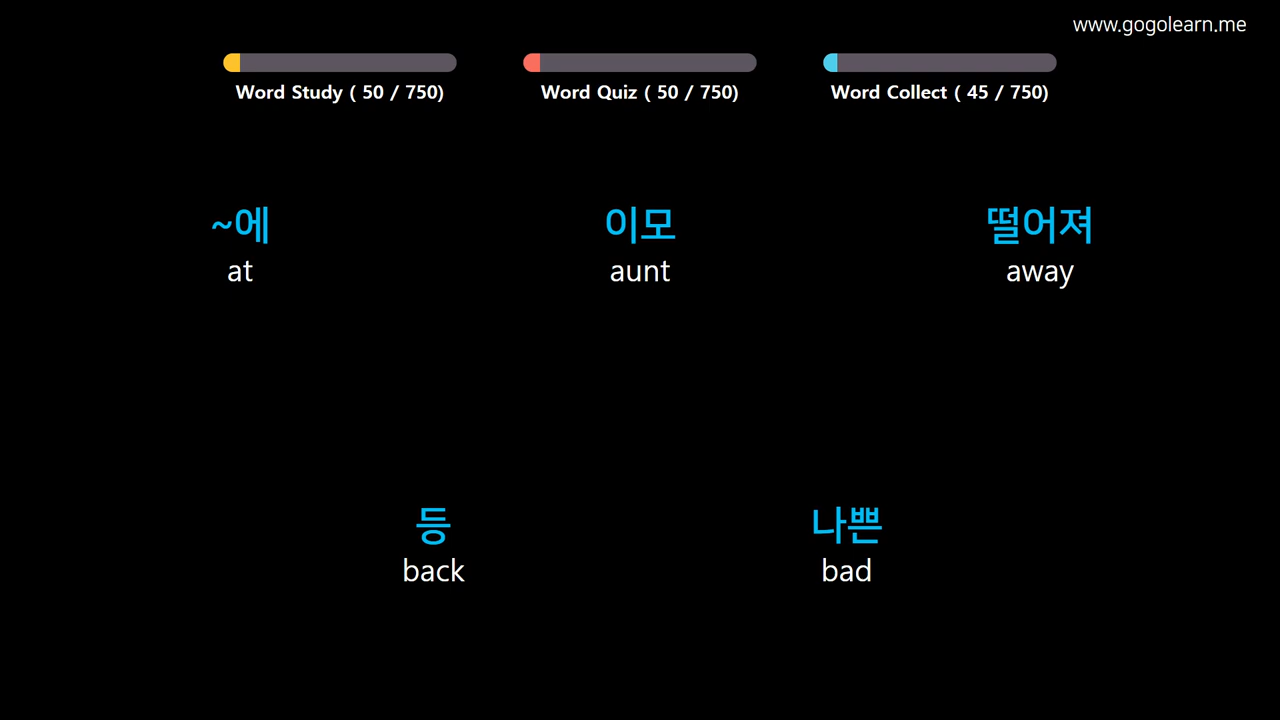 www.gogolearn.me
Word Study ( 50 / 750)
Word Quiz ( 50 / 750)
Word Collect ( 45 / 750)
~에
at
이모
aunt
떨어져
away
등
back
나쁜
bad